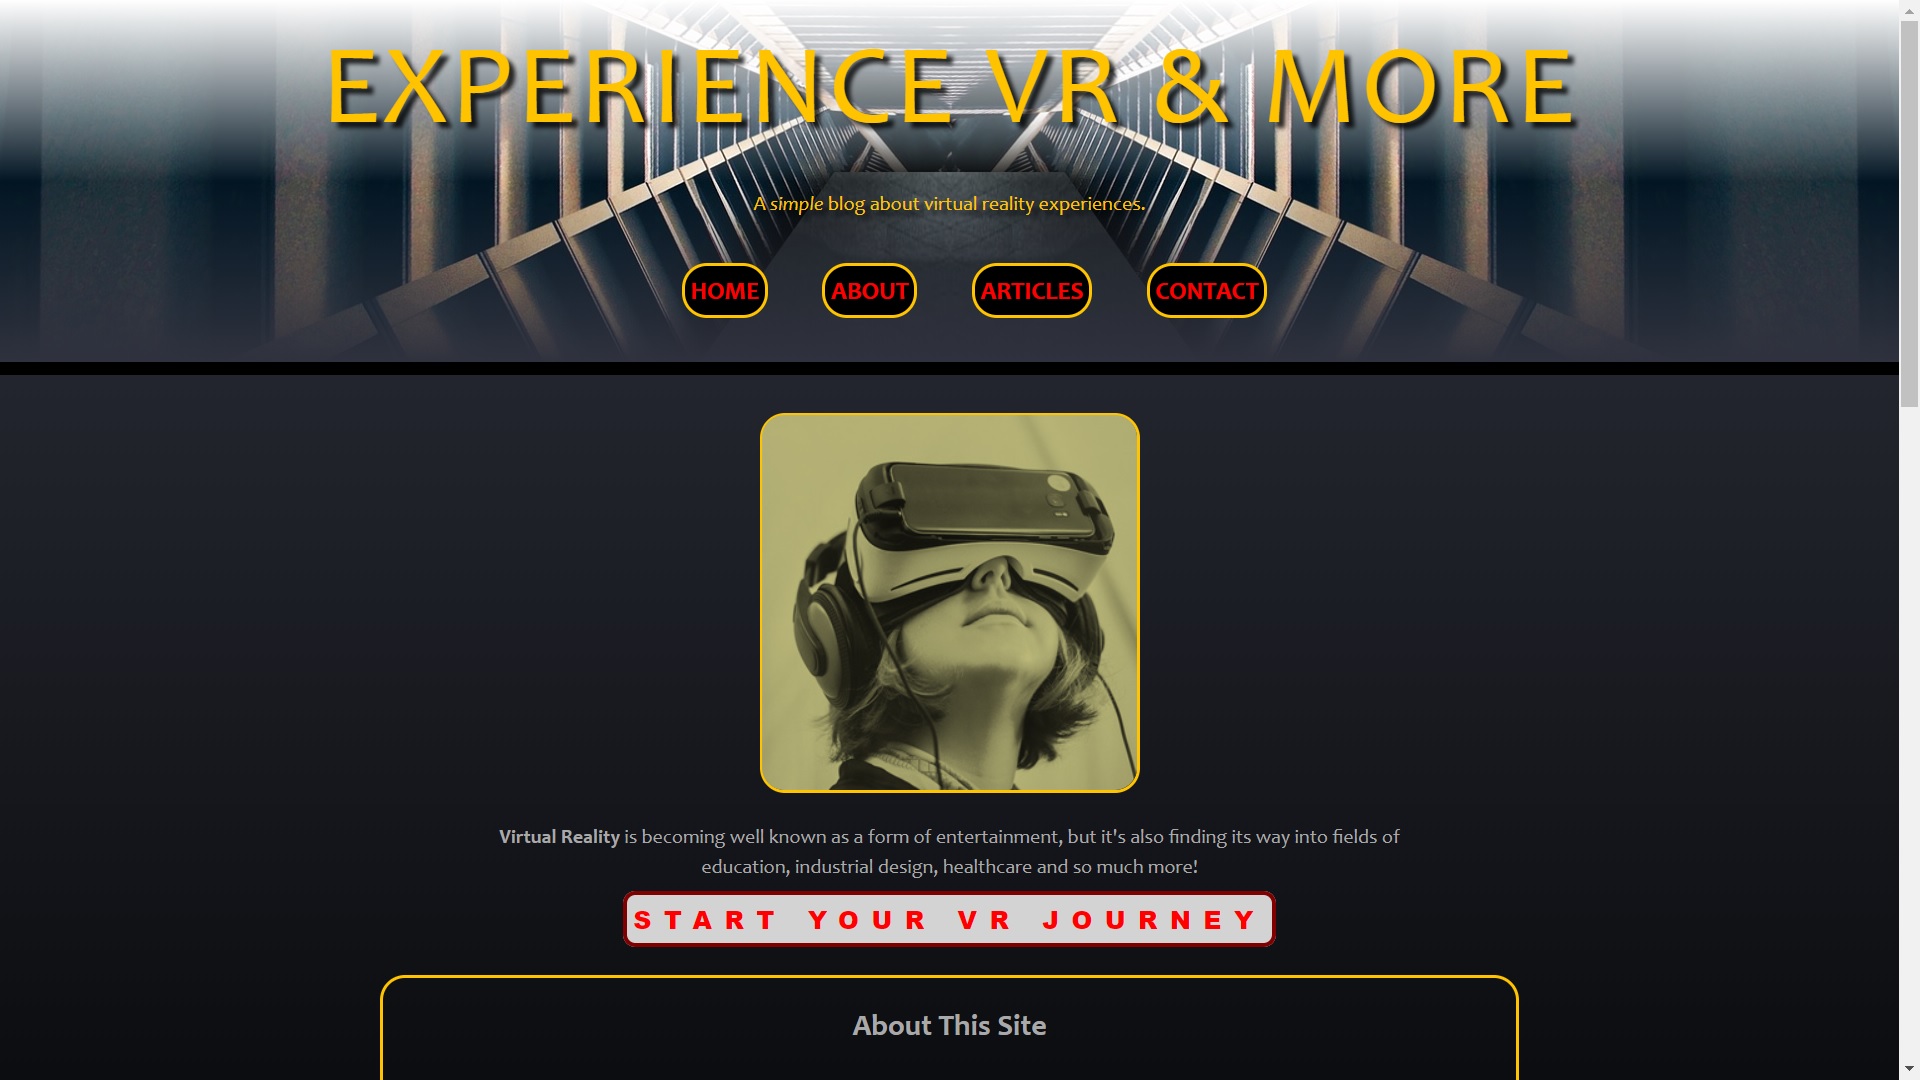 EXPERIENCE VR & MORE
A simple blog about virtual reality experiences.
HOME ABOUT ARTICLES CONTACT
Virtual Reality is becoming well known as a form of entertainment, but it's also finding its way into fields of
education, industrial design, healthcare and so much more!
START YOUR VR JOURNEY
About This Site